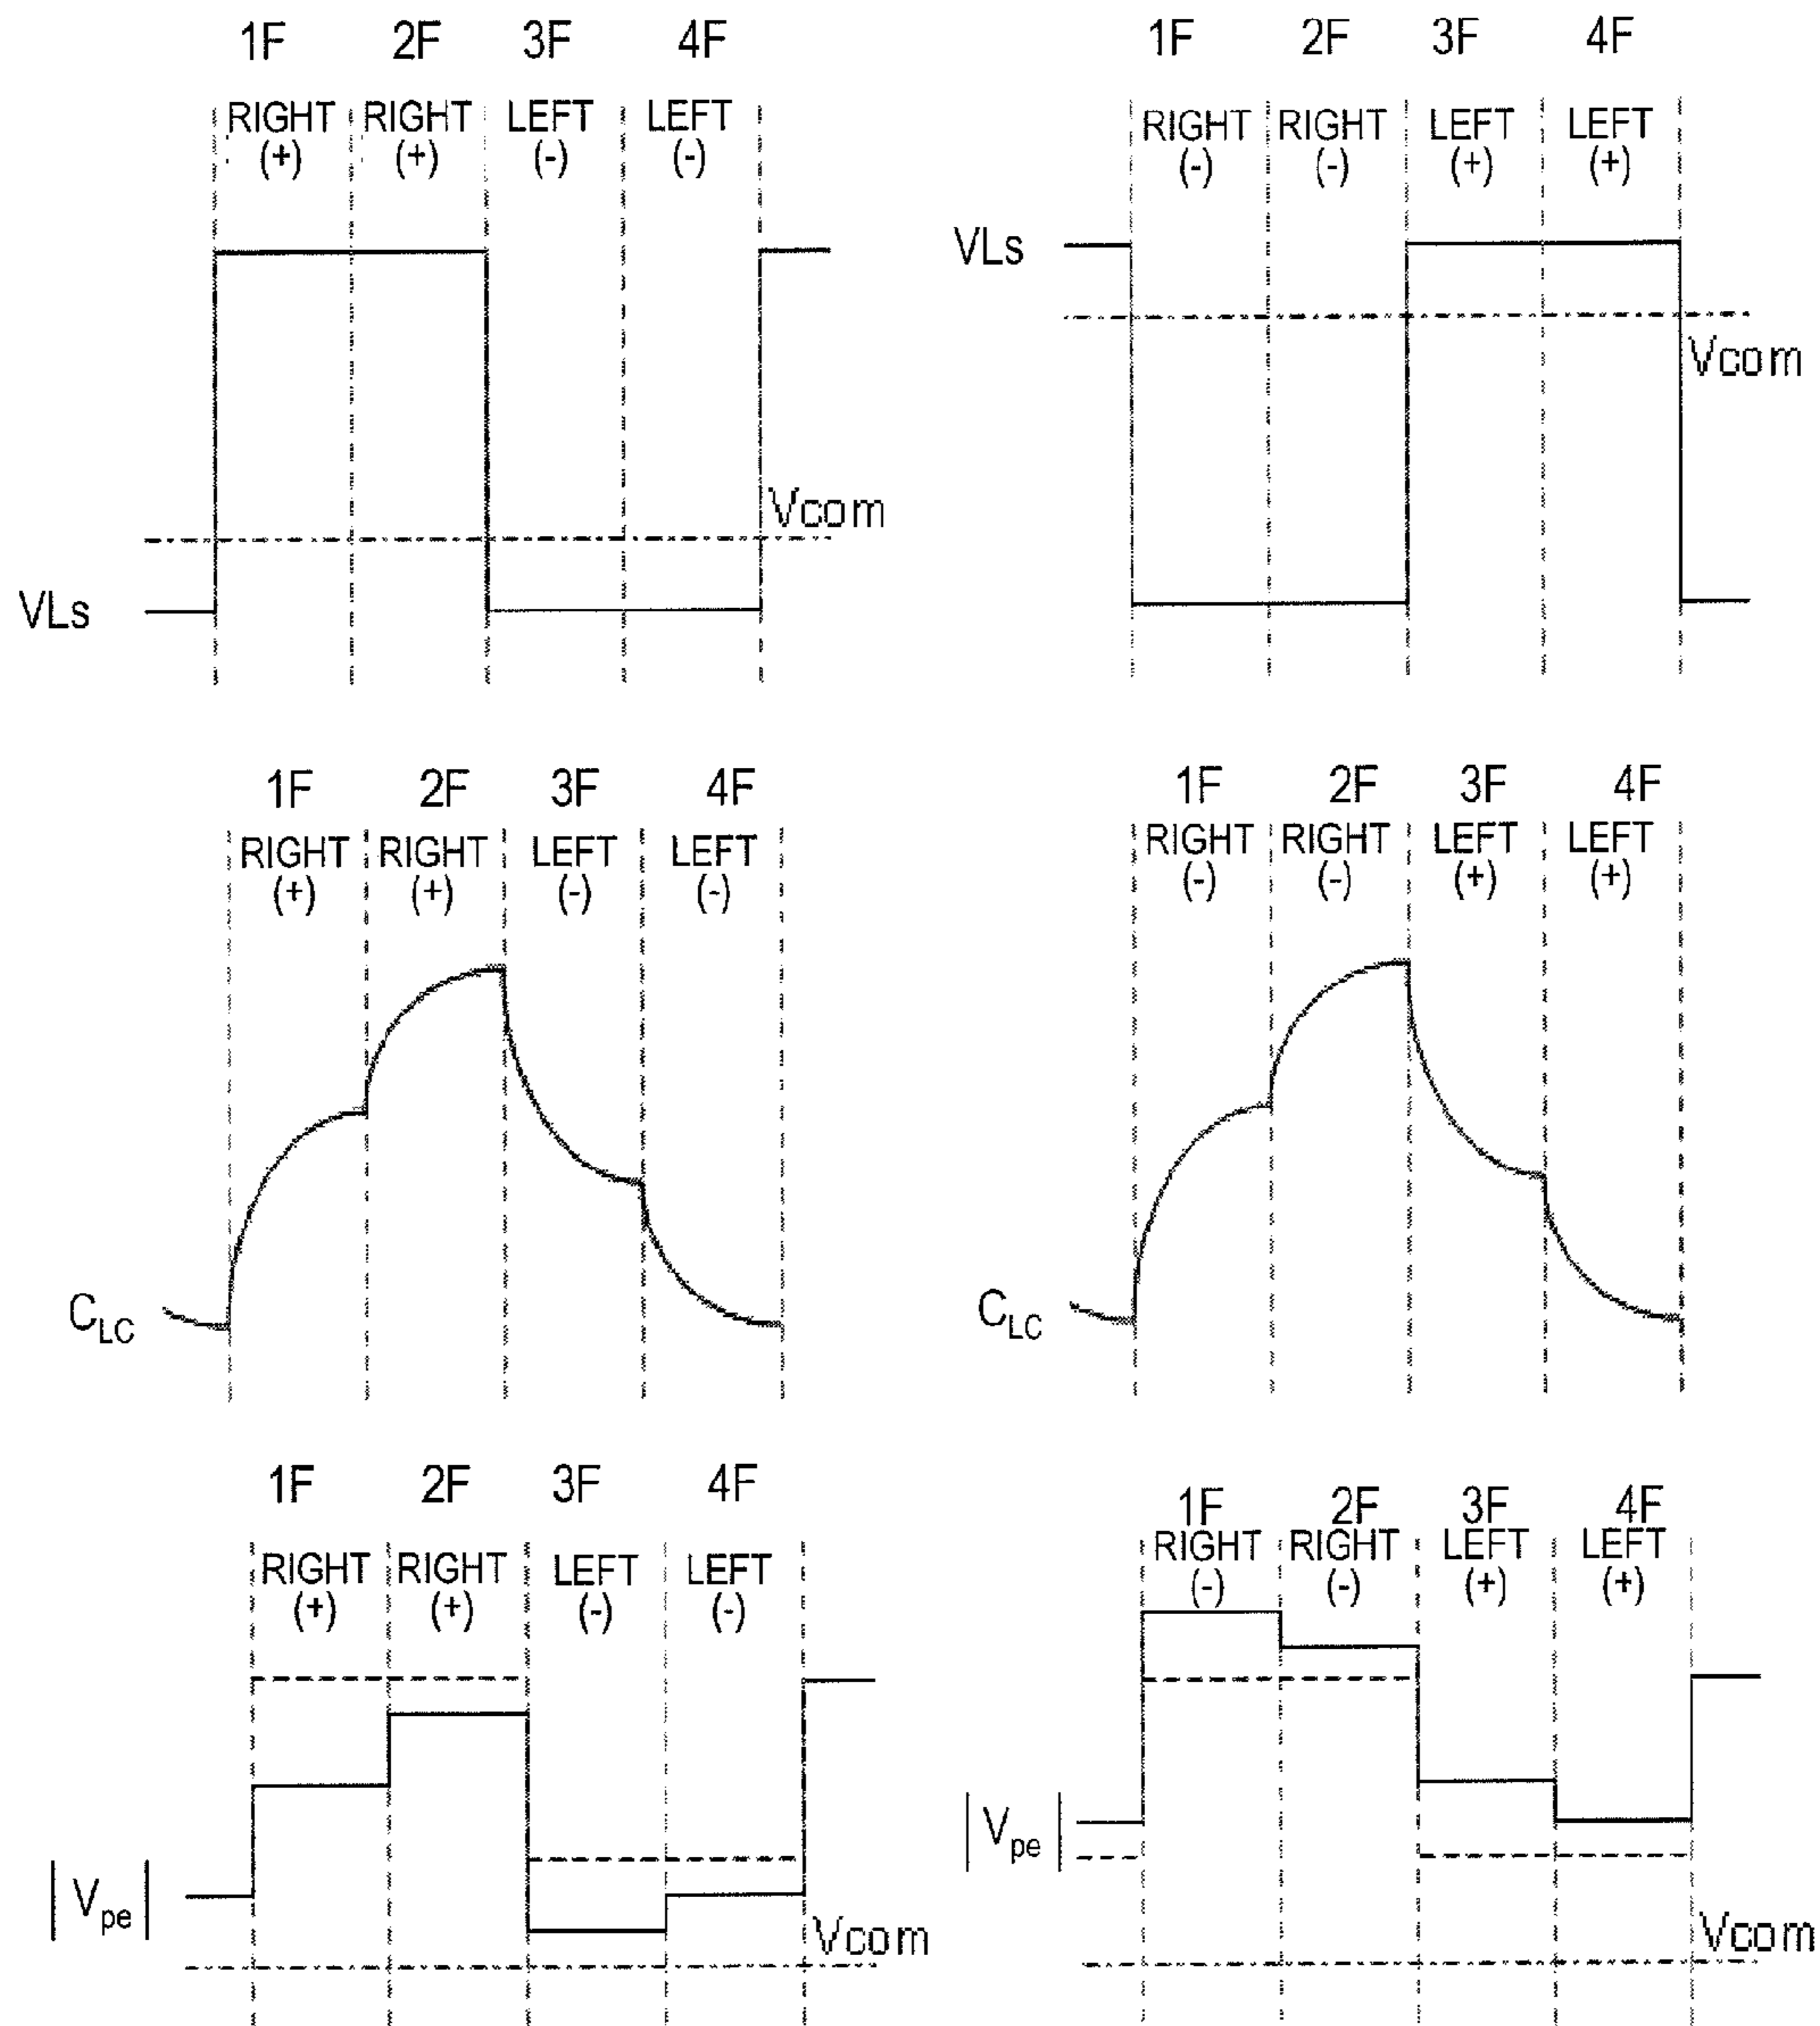 1F 2F 3F 4F
RIGHT RIGHT LEFT LEFT
(+) (+) (-) (-)
Vcom
VLs
1F 2F 3F 4F
RIGHT RIGHT LEFT LEFT
(-) (-) (+) (+)
VLs
Vcom
1F 2F 3F 4F
RIGHT RIGHT LEFT LEFT
(+) (+) (-) (-)
CLC
1F 2F 3F 4F
RIGHT RIGHT LEFT LEFT
(-) (-) (+) (+)
CLC
1F 2F 3F 4F
RIGHT RIGHT LEFT LEFT
(+) (+) (-) (-)
|Vpe|
Vcom
1F 2F 3F 4F
RIGHT RIGHT LEFT LEFT
(-) (-) (+) (+)
|Vpe|
Vcom